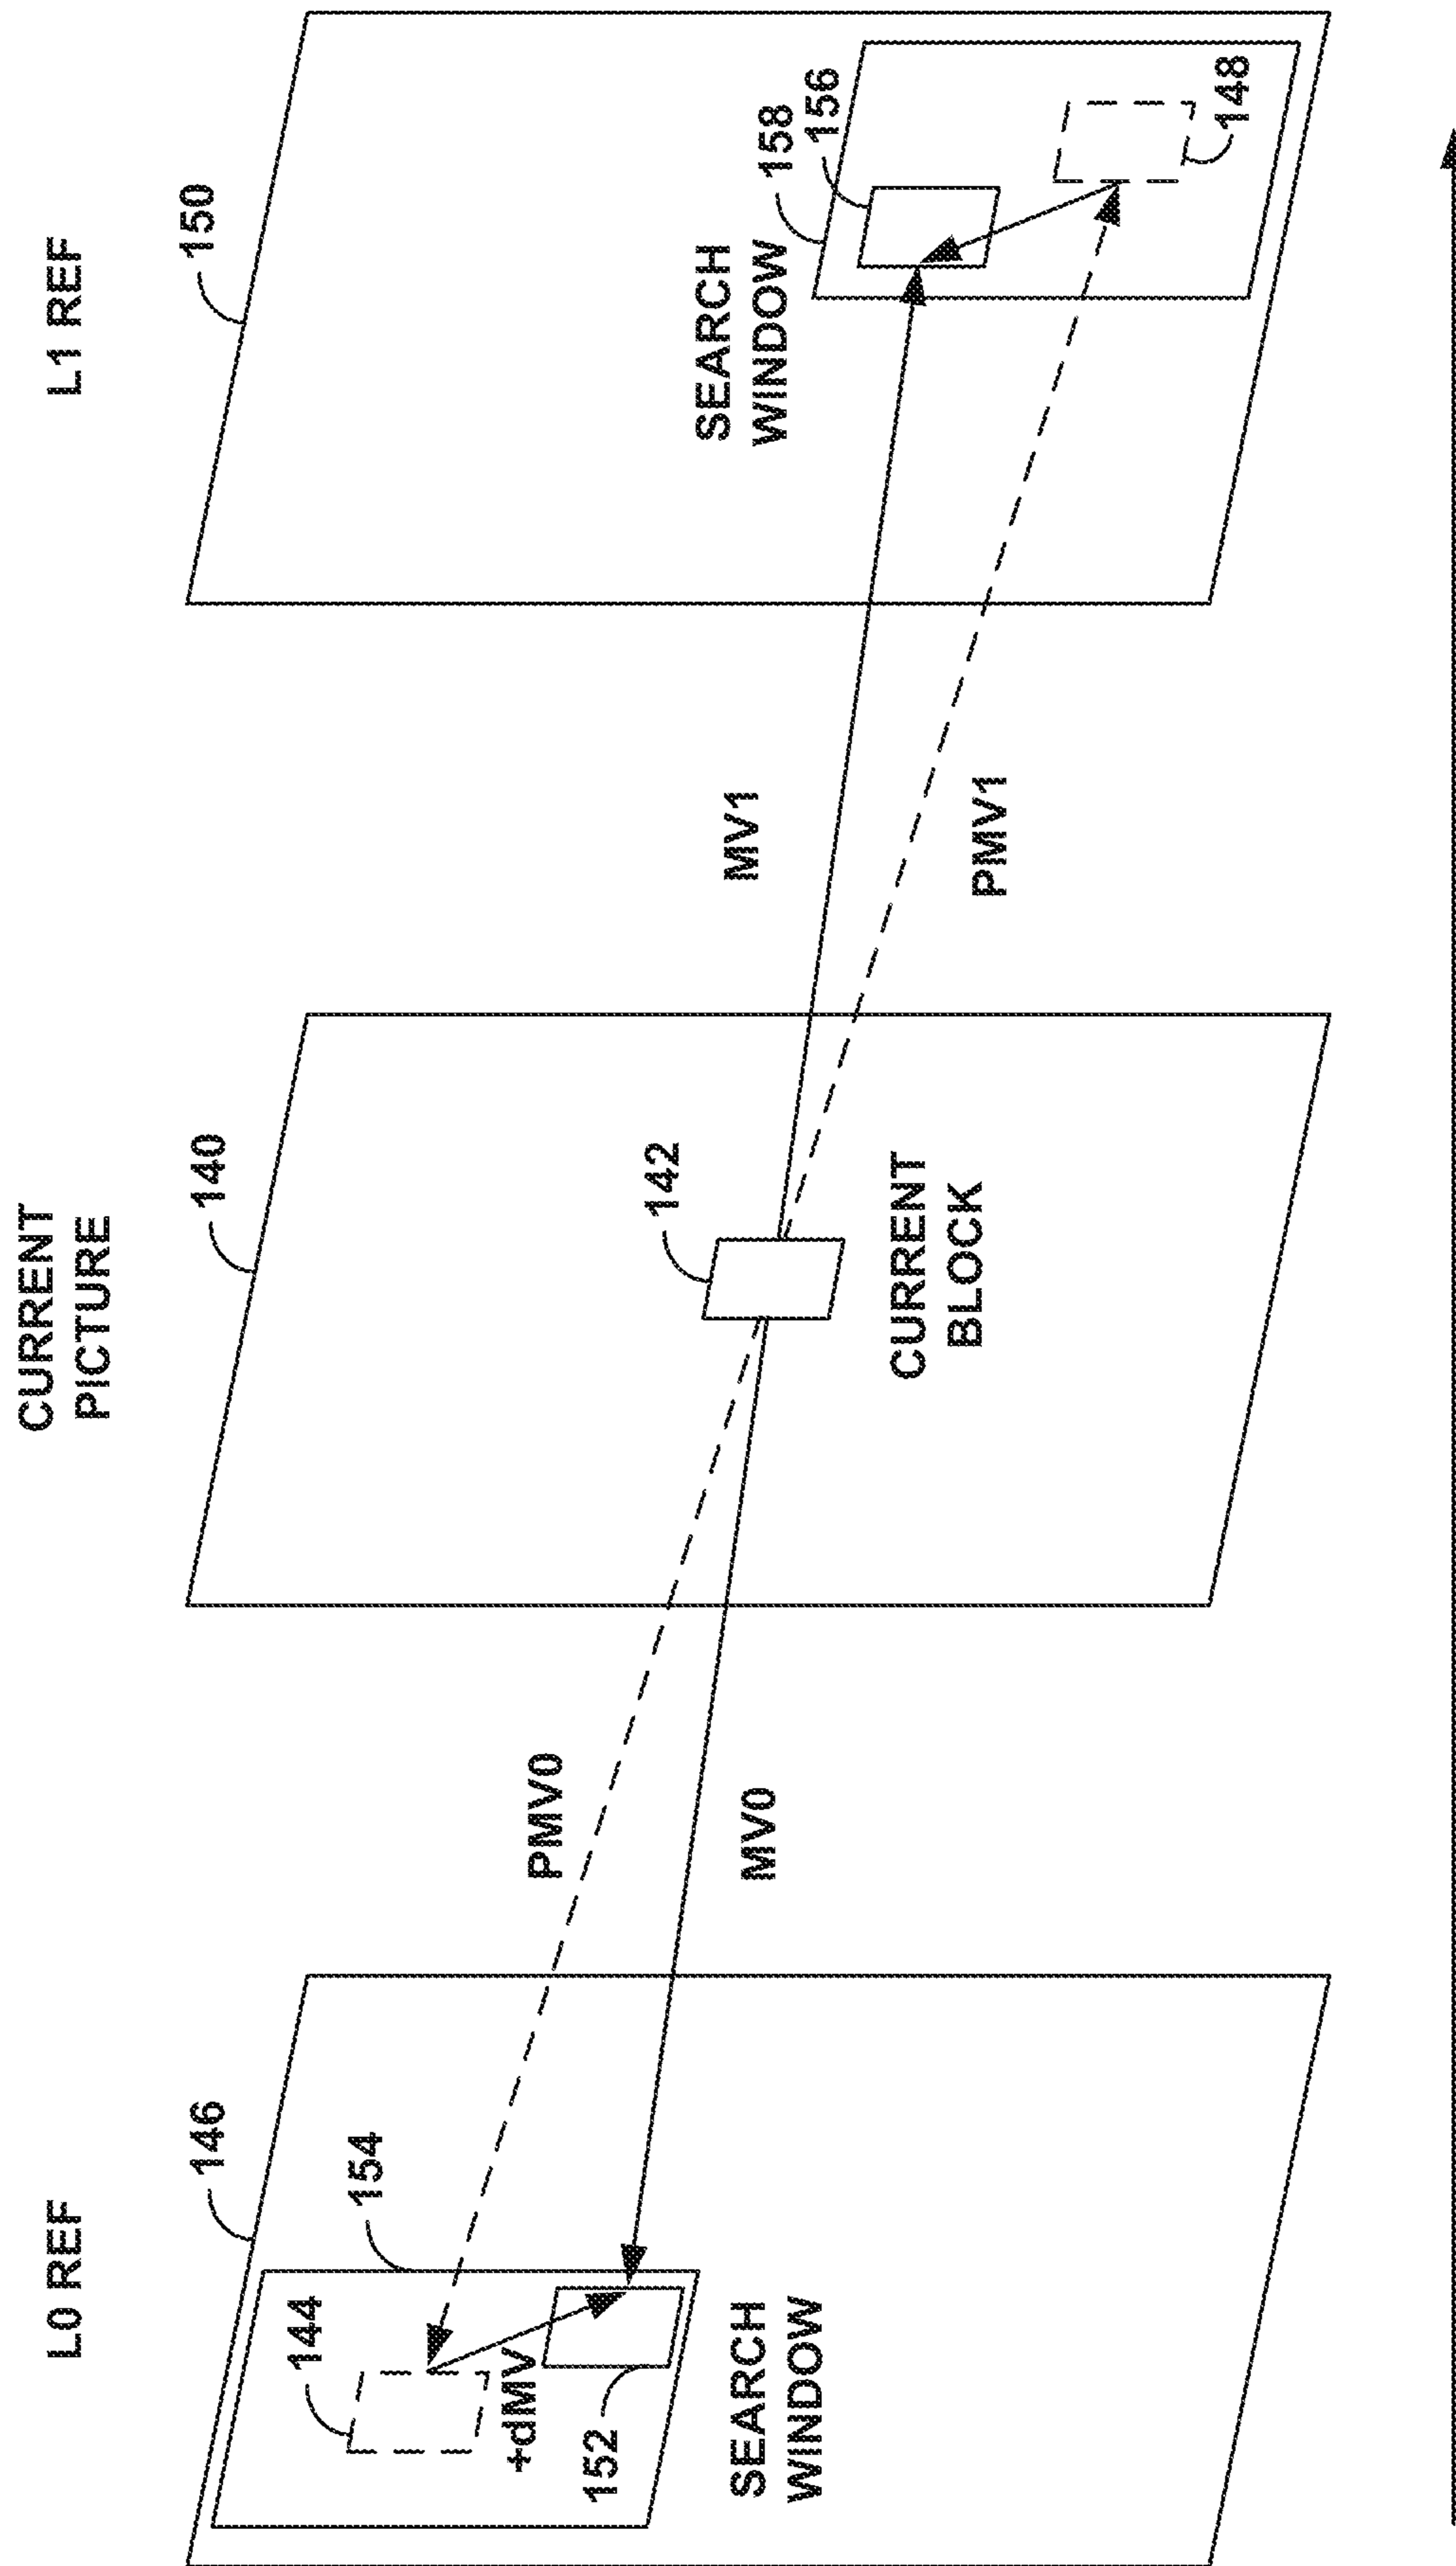 CURRENT
PICTURE
L0 REF
L1 REF
146
140
150
144
154
+dMV
152
SEARCH
WINDOW
PMV0
MV0
142
CURRENT
BLOCK
MV1
PMV1
SEARCH
WINDOW
158
156
148